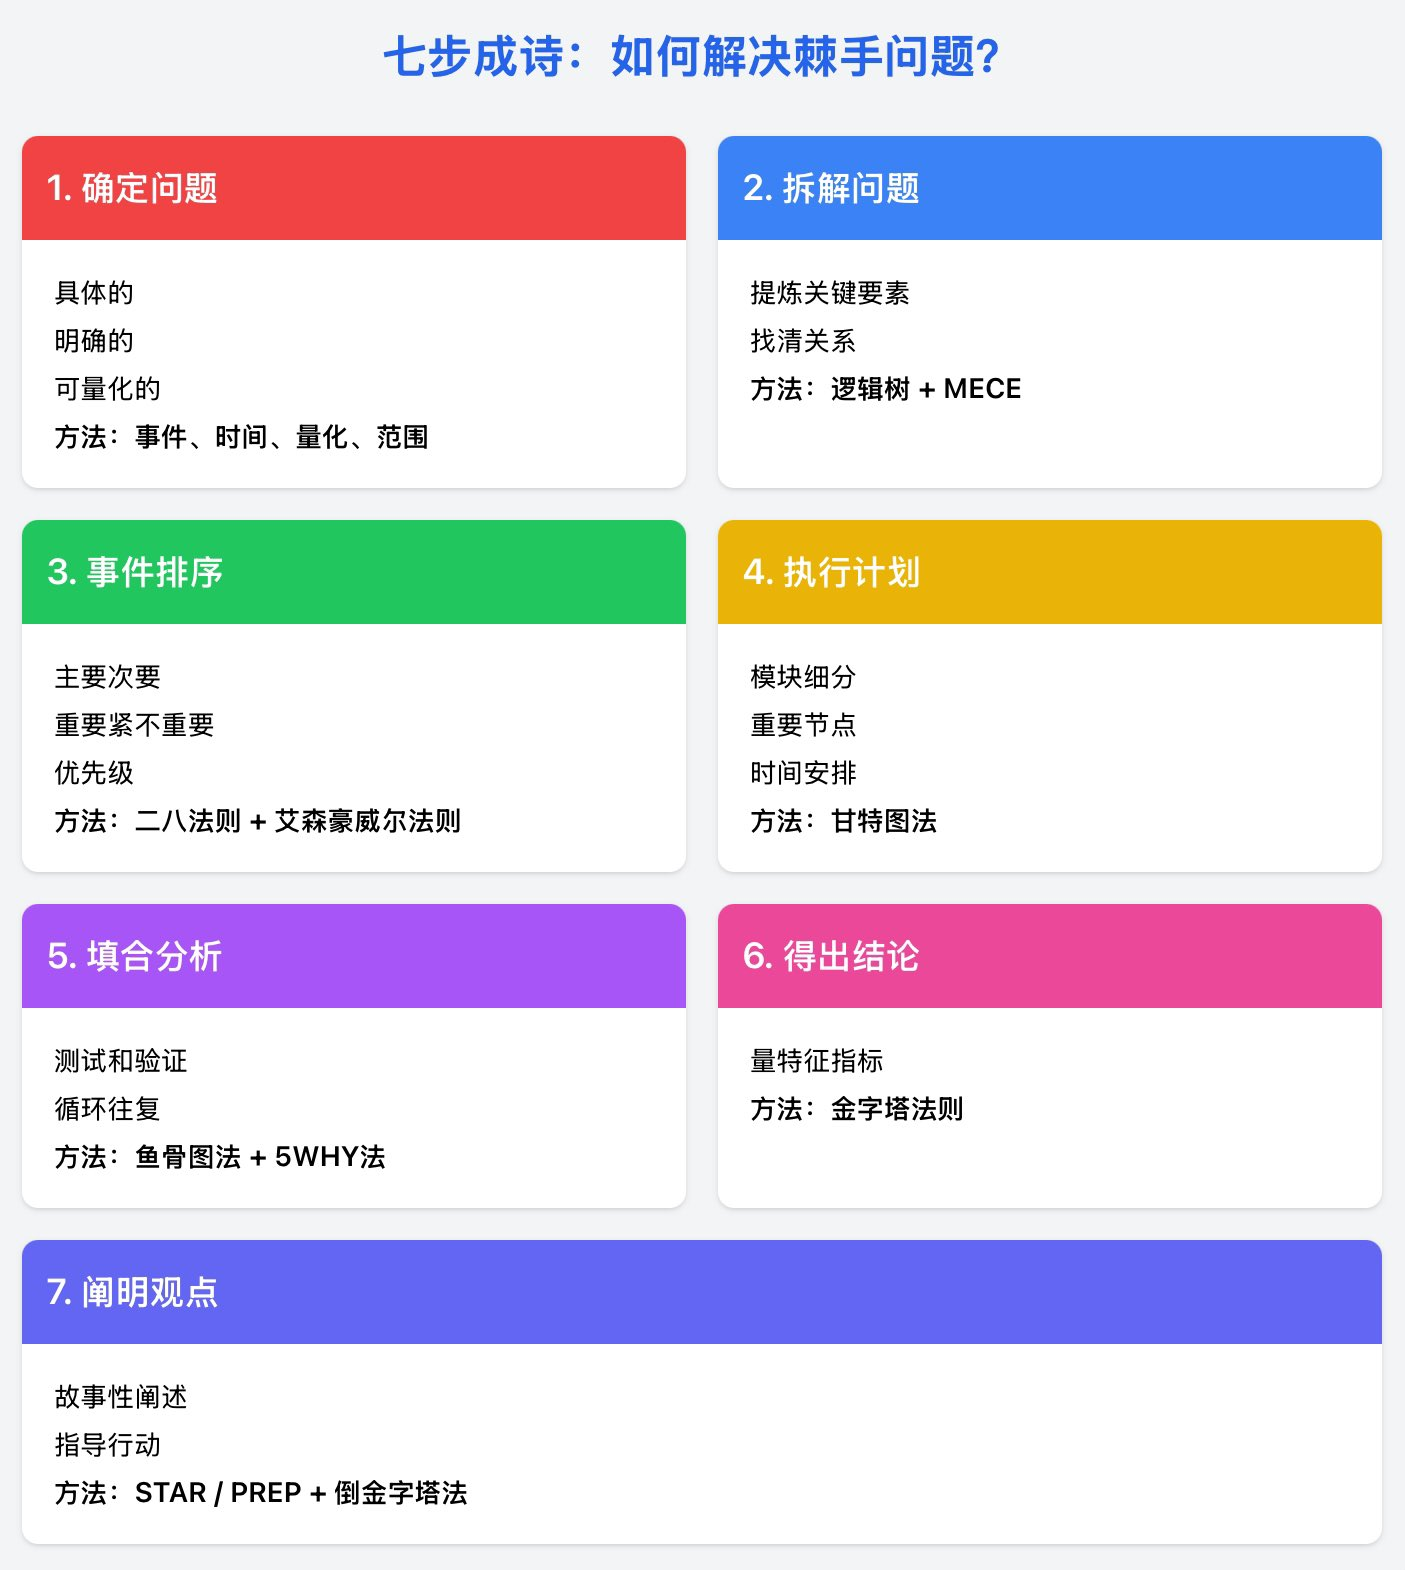 七步成诗：如何解决棘手问题?
1. 确定问题
具体的
明确的
可量化的
方法：事件、时间、量化、范围
2. 拆解问题
提炼关键要素
找清关系
方法：逻辑树 + MECE
3. 事件排序
主要次要
重要紧不重要
优先级
方法：二八法则 + 艾森豪威尔法则
4. 执行计划
模块细分
重要节点
时间安排
方法：甘特图法
5. 填合分析
测试和验证
循环往复
方法：鱼骨图法 + 5WHY法
6. 得出结论
量特征指标
方法：金字塔法则
7. 阐明观点
故事性阐述
指导行动
方法：STAR / PREP + 倒金字塔法